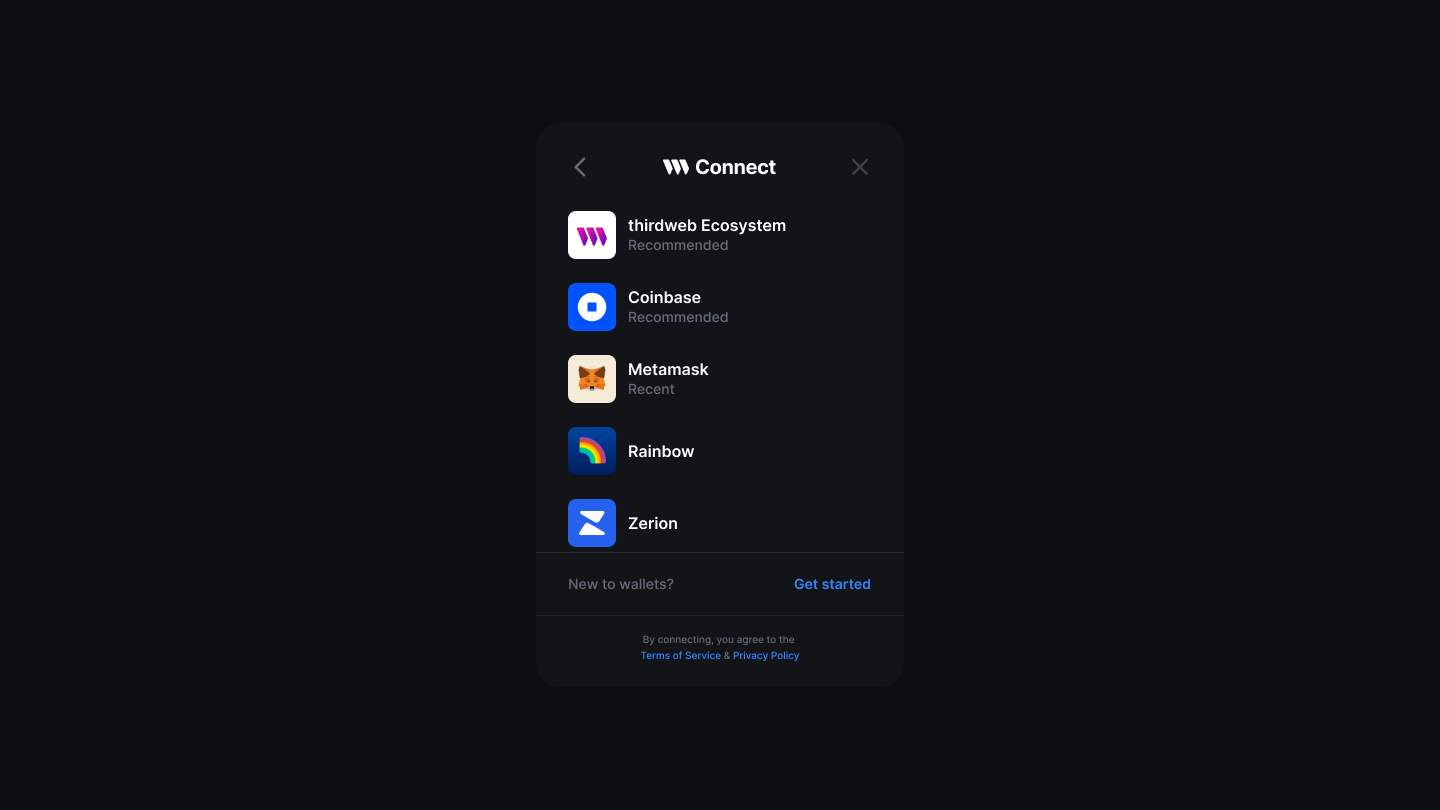 Connect
thirdweb Ecosystem
Recommended
Coinbase
Recommended
Metamask
Recent
Rainbow
Zerion
New to wallets? Get started
By connecting, you agree to the
Terms of Service & Privacy Policy